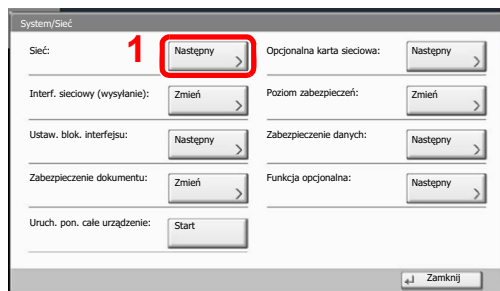 System/Sieć
Sieć:
1
Następny
Opcjonalna karta sieciowa:
Następny
Interf. sieciowy (wysyłanie):
Zmień
Poziom zabezpieczeń:
Zmień
Ustaw. blok. interfejsu:
Następny
Zabezpieczenie danych:
Następny
Zabezpieczenie dokumentu:
Zmień
Funkcja opcjonalna:
Następny
Uruch. pon. całe urządzenie:
Start
Zamknij